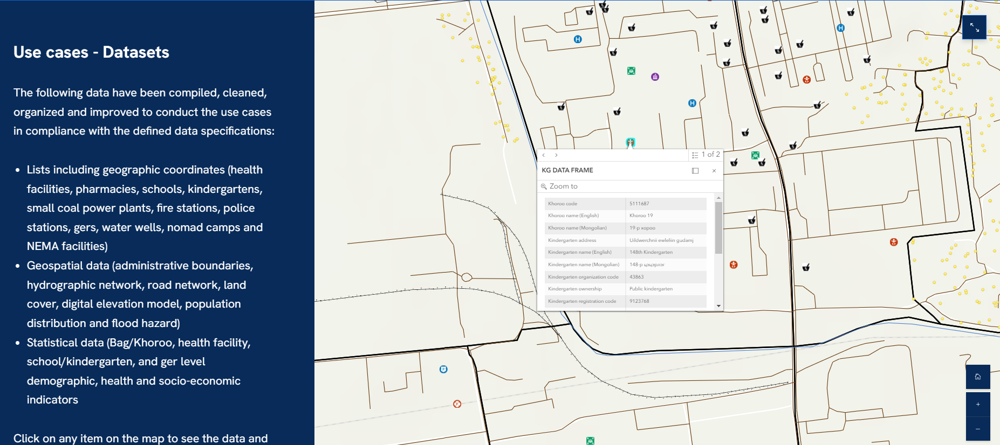 Use cases - Datasets
The following data have been compiled, cleaned,
organized and improved to conduct the use cases
in compliance with the defined data specifications:
• Lists including geographic coordinates (health
facilities, pharmacies, schools, kindergartens,
small coal power plants, fire stations, police
stations, gers, water wells, nomad camps and
NEMA facilities)
• Geospatial data (administrative boundaries,
hydrographic network, road network, land
cover, digital elevation model, population
distribution and flood hazard)
• Statistical data (Bag/Khoroo, health facility,
school/kindergarten, and ger level
demographic, health and socio-economic
indicators
Click on any item on the map to see the data and
1 of 2
KG DATA FRAME
Zoom to
Khoroo code 5111687
Khoroo name (English) Khoroo 19
Khoroo name (Mongolian) 19-р хороо
Kindergarten address Uildwerchnii ewleliin gudamj
Kindergarten name (English) 148th Kindergarten
Kindergarten name (Mongolian) 148-р цэцэрлэг
Kindergarten organization code 43863
Kindergarten ownership Public kindergarten
Kindergarten registration code 9123768